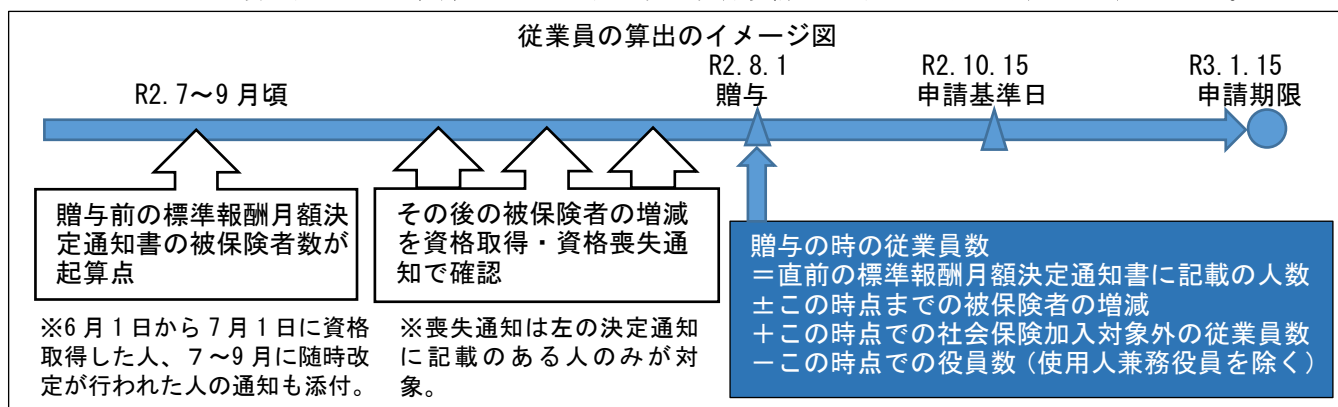 従業員の算出のイメージ図
R2.7～9月頃
R2.8.1
贈与
R2.10.15
申請基準日
R3.1.15
申請期限
贈与前の標準報酬月額決
定通知書の被保険者数が
起算点
※6月1日から7月1日に資格
取得した人、7～9月に随時改
定が行われた人の通知も添付。
その後の被保険者の増減
を資格取得・資格喪失通
知で確認
※喪失通知は左の決定通知
に記載のある人のみが対
象。
贈与の時の従業員数
＝直前の標準報酬月額決定通知書に記載の人数
±この時点までの被保険者の増減
＋この時点での社会保険加入対象外の従業員数
－この時点での役員数（使用人兼務役員を除く）